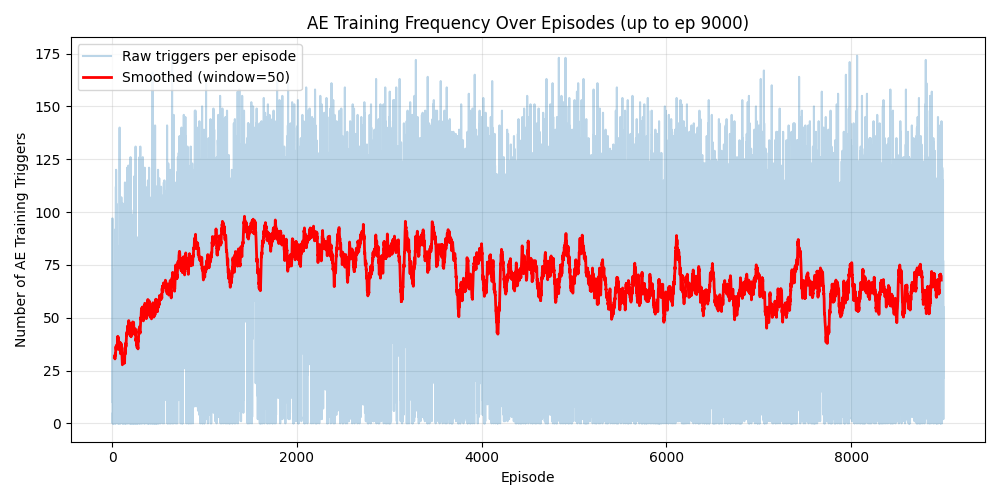 AE Training Frequency Over Episodes (up to ep 9000)
Raw triggers per episode
Smoothed (window=50)
Number of AE Training Triggers
175
150
125
100
75
50
25
0
0 2000 4000 6000 8000
Episode